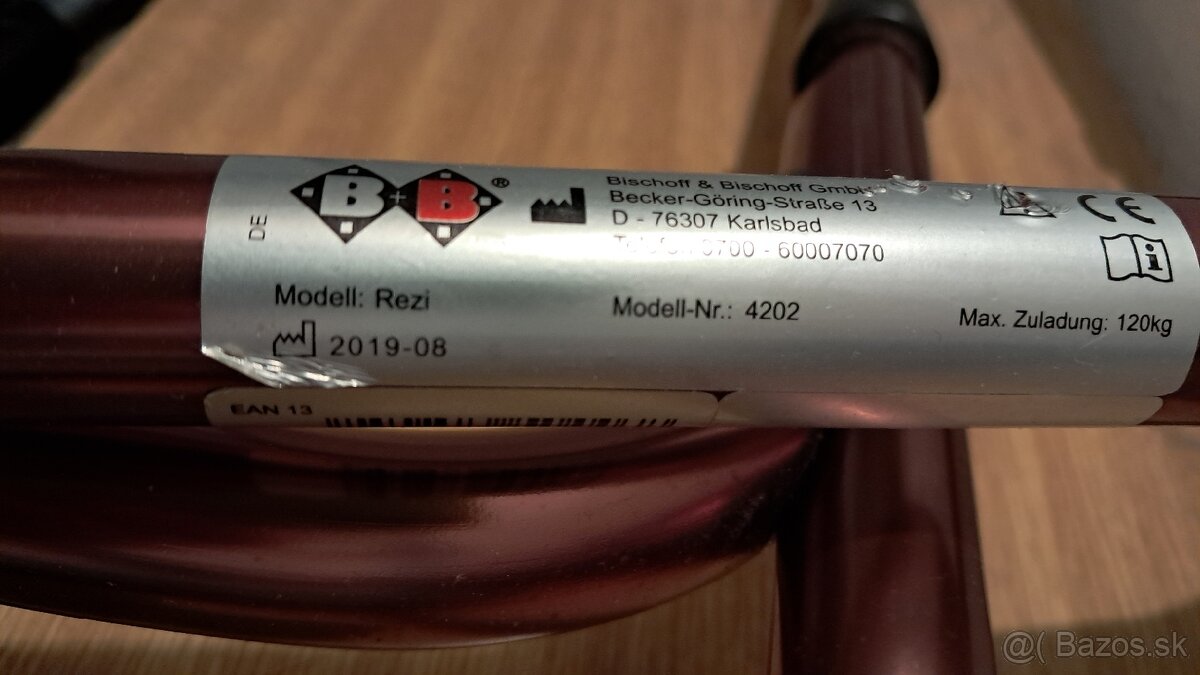 DE
B+B®
Bischoff & Bischoff GmbH
Becker-Göring-Straße 13
D - 76307 Karlsbad
Telefon 0700 - 60007070
CE
i
Modell: Rezi
Modell-Nr.: 4202
Max. Zuladung: 120kg
2019-08
EAN 13
@( Bazos.sk